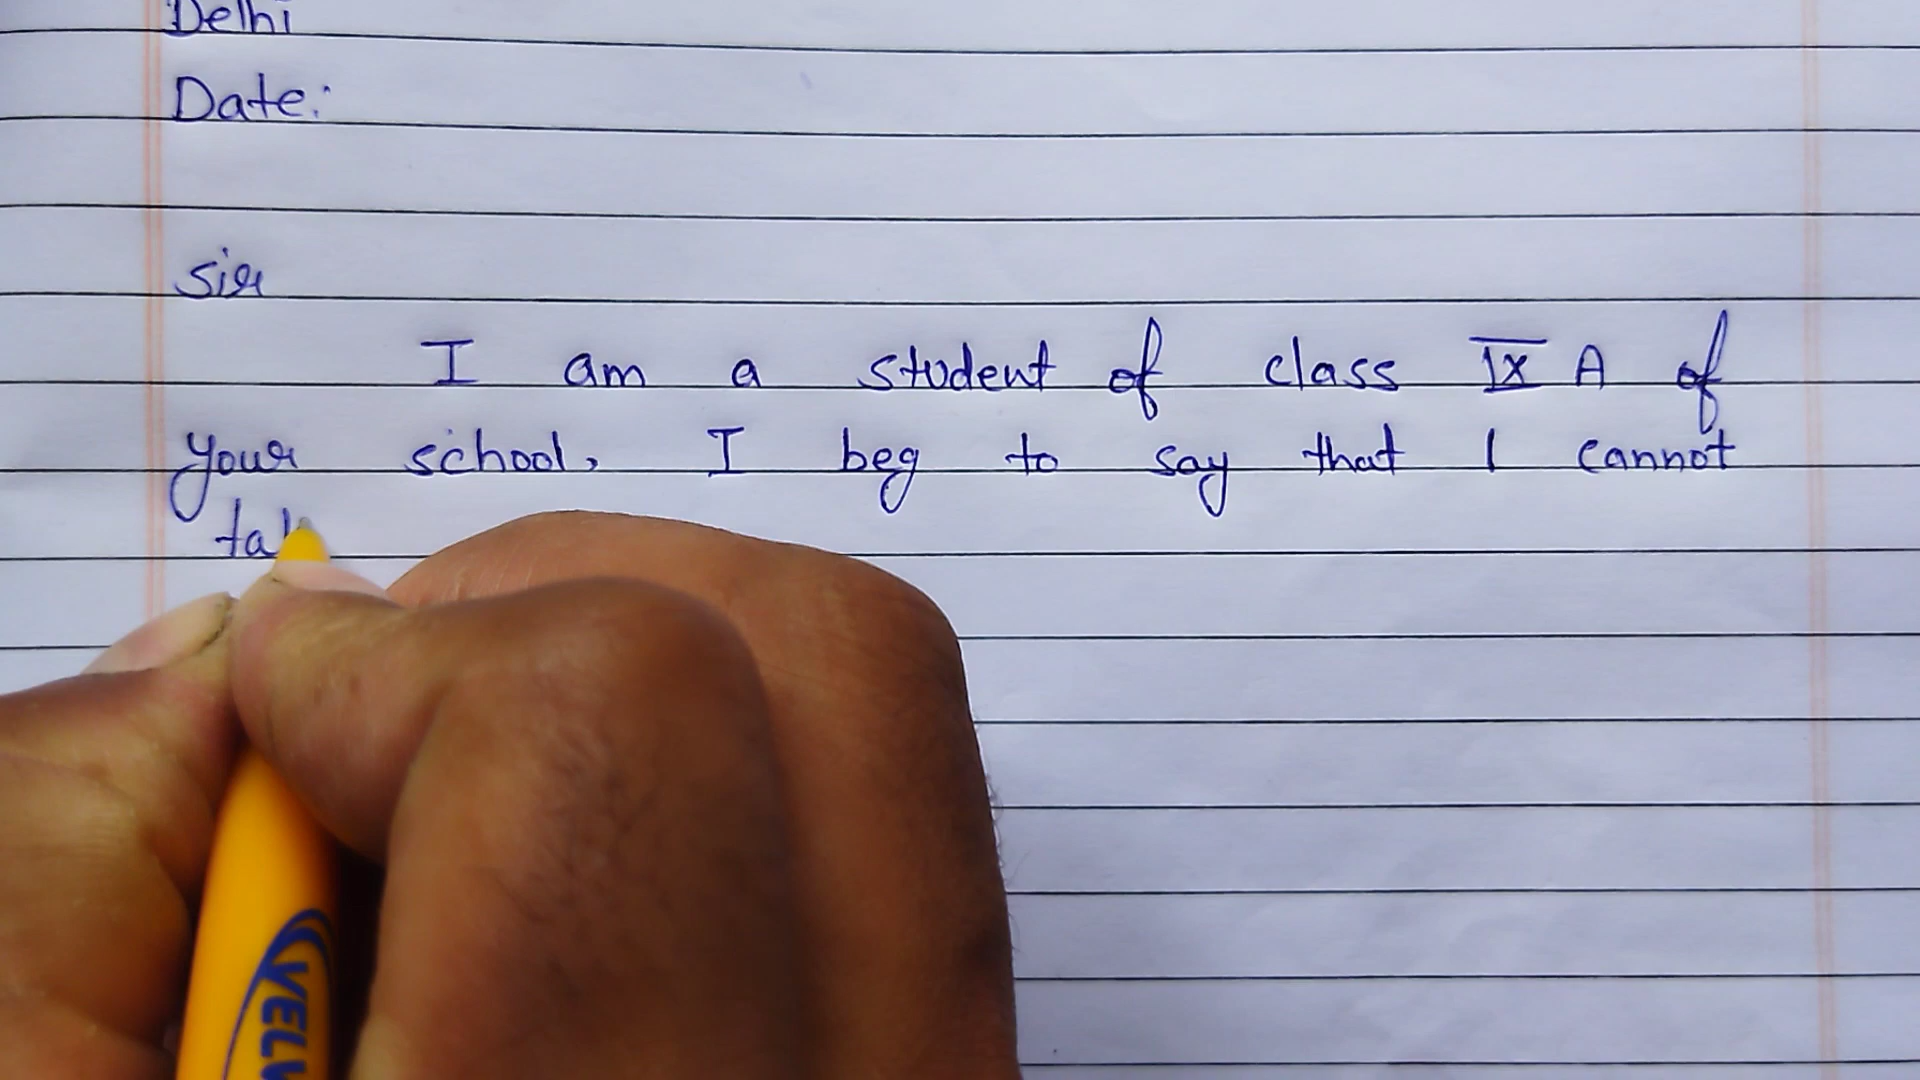 Delhi
Date:
Sir
I am a student of class IX A of
your school, I beg to say that I cannot